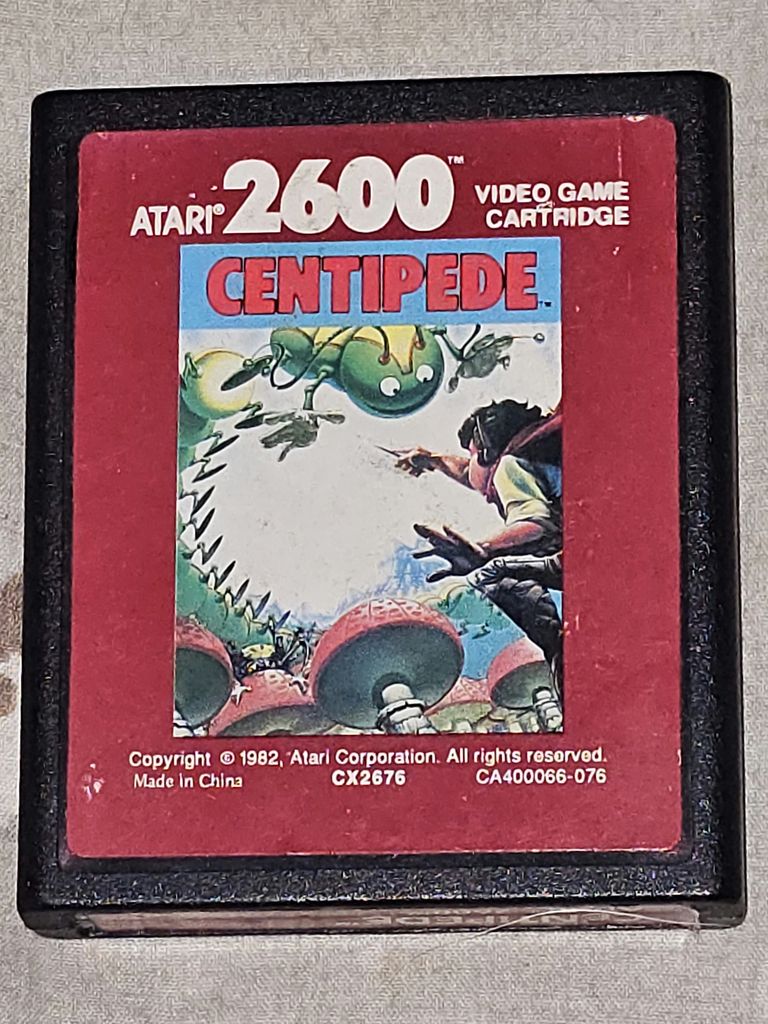 ATARI® 2600™ VIDEO GAME
CARTRIDGE
CENTIPEDE™
Copyright © 1982, Atari Corporation. All rights reserved.
Made in China CX2676 CA400066-076